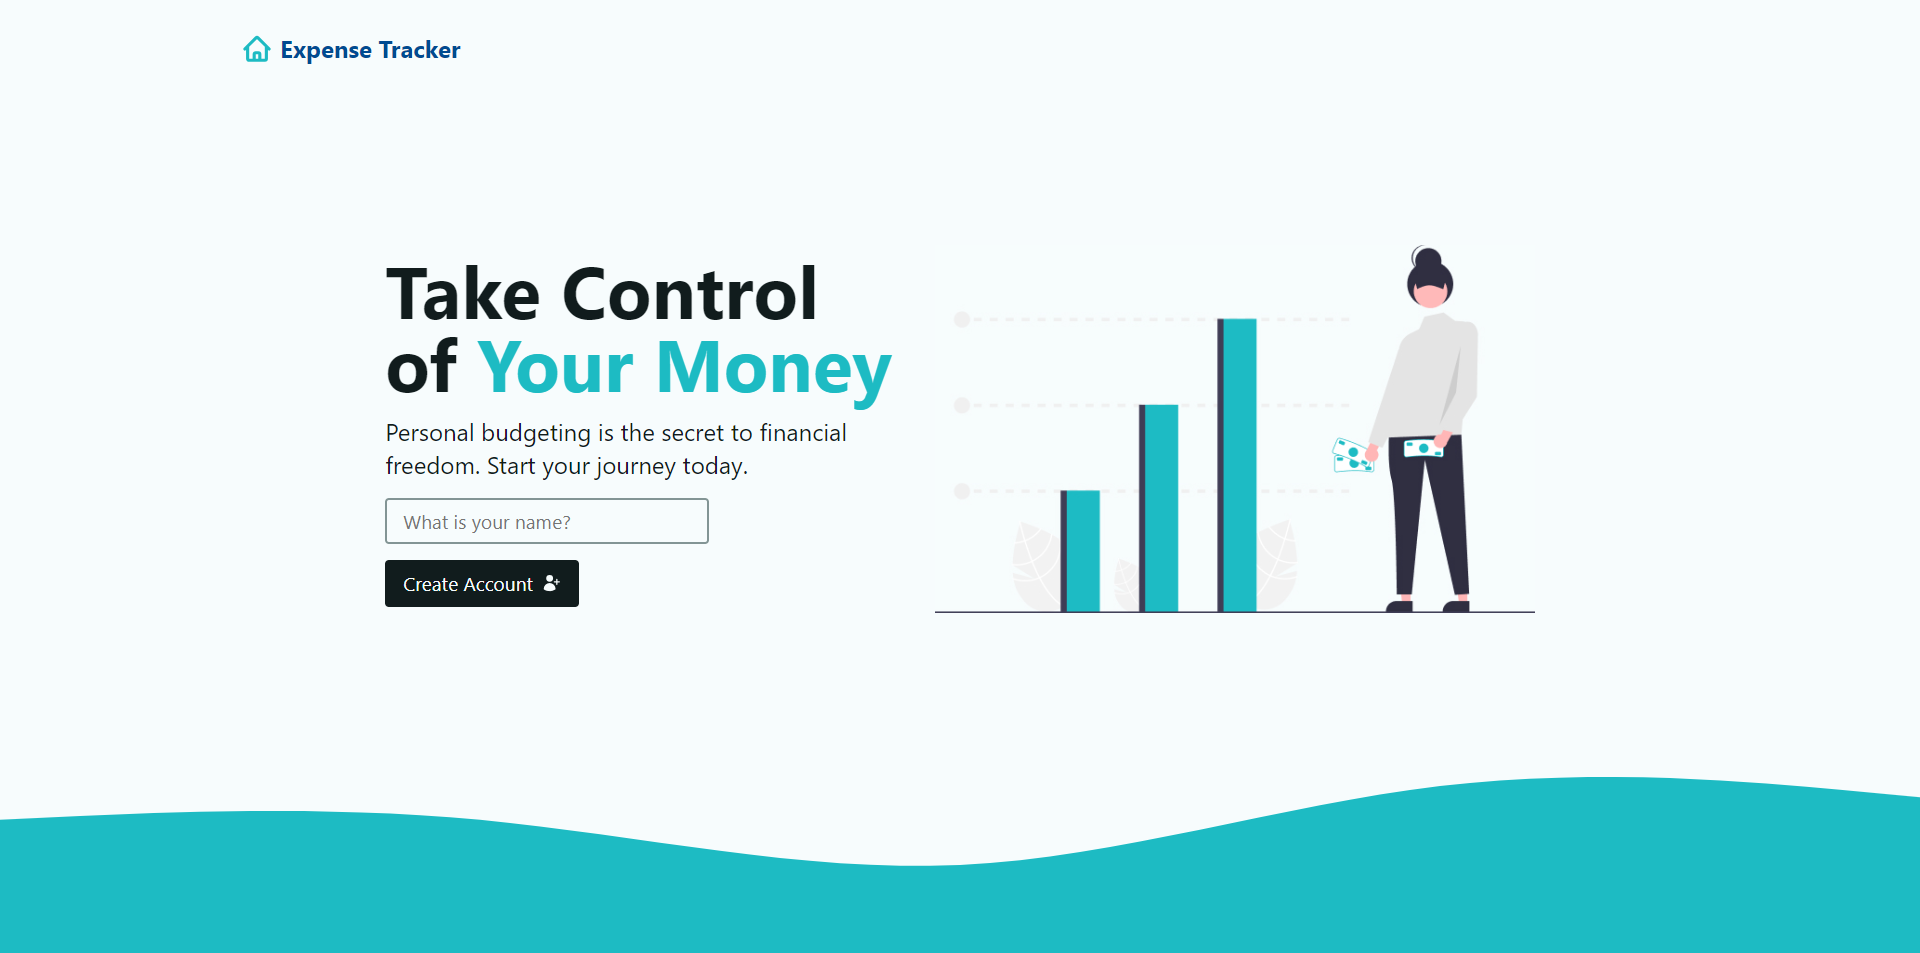 Expense Tracker
Take Control
of Your Money
Personal budgeting is the secret to financial
freedom. Start your journey today.
What is your name?
Create Account